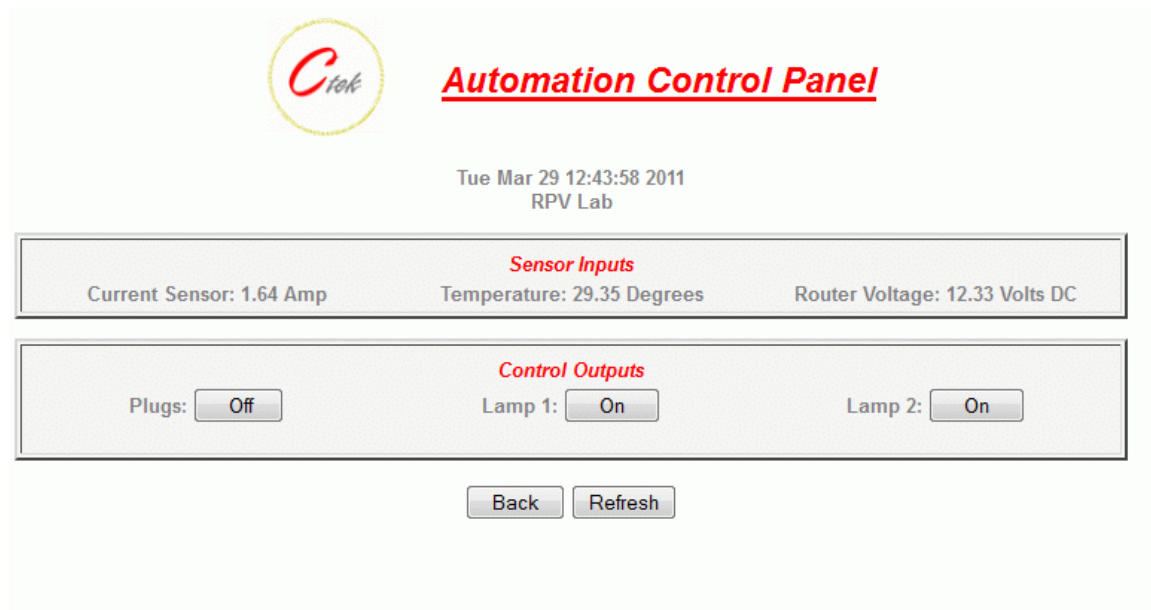 Ctek
Automation Control Panel
Tue Mar 29 12:43:58 2011
RPV Lab
Sensor Inputs
Current Sensor: 1.64 Amp Temperature: 29.35 Degrees Router Voltage: 12.33 Volts DC
Control Outputs
Plugs: Off Lamp 1: On Lamp 2: On
Back Refresh